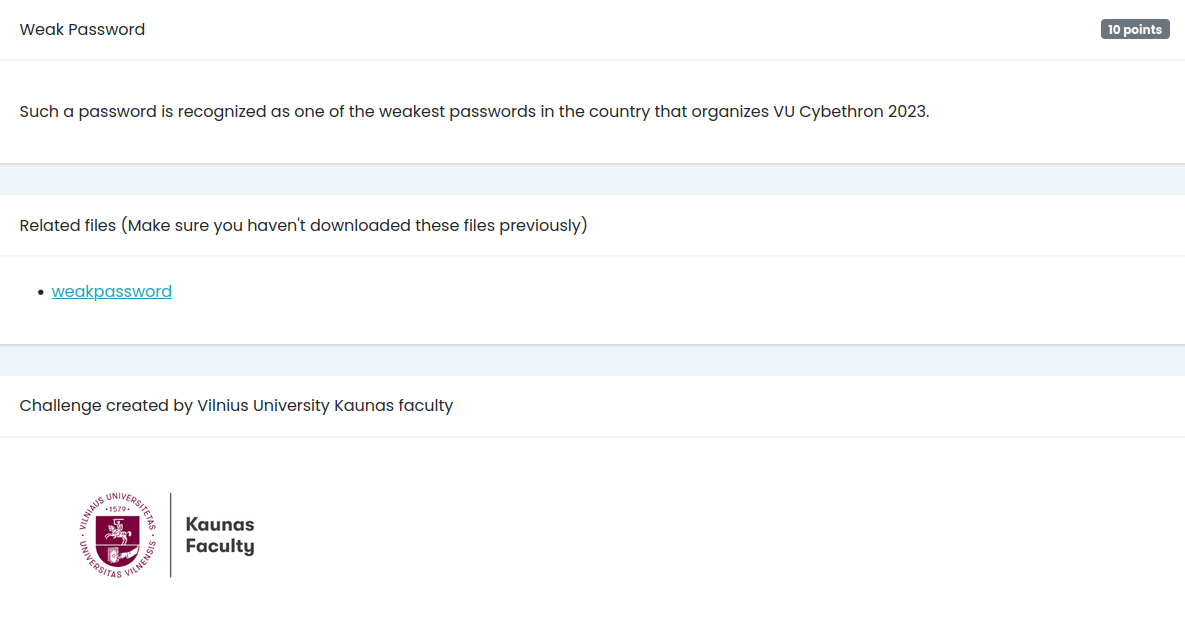 Weak Password
10 points
Such a password is recognized as one of the weakest passwords in the country that organizes VU Cybethron 2023.
Related files (Make sure you haven't downloaded these files previously)
weakpassword
Challenge created by Vilnius University Kaunas faculty
VILNIAUS UNIVERSITETAS
1579
UNIVERSITAS VILNENSIS
Kaunas
Faculty